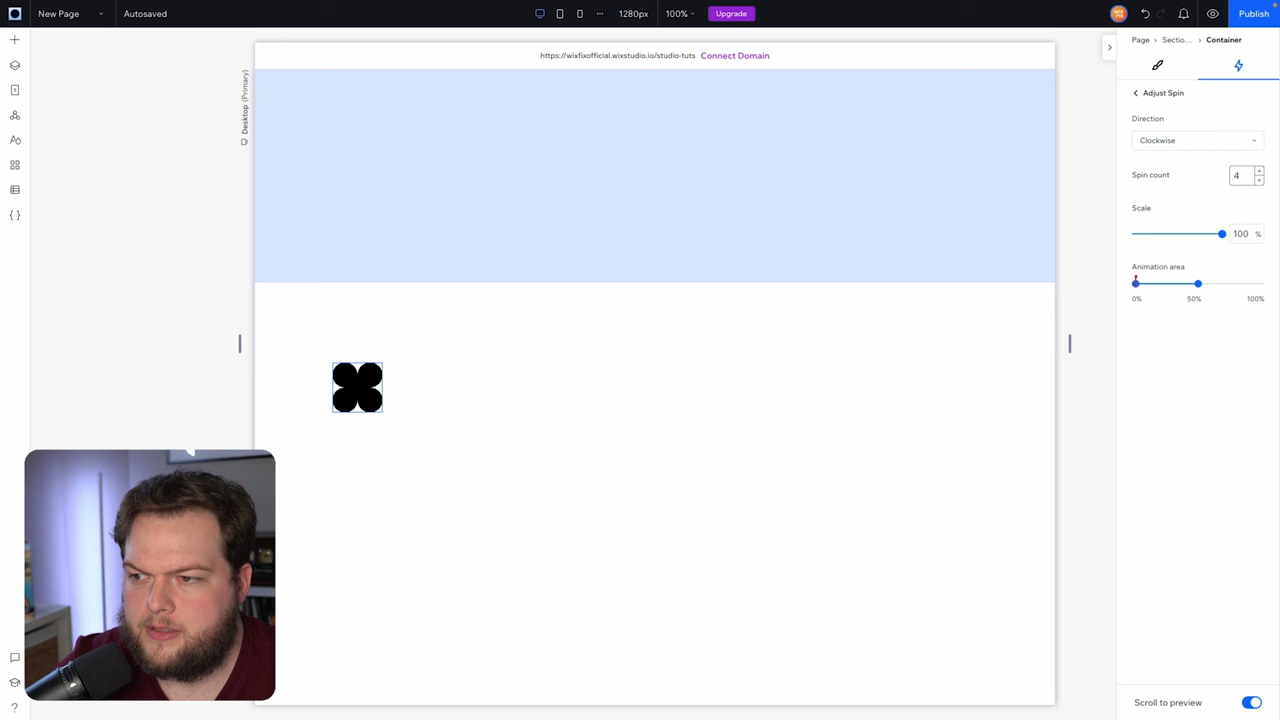 New Page
Autosaved
1280px
100%
Upgrade
Publish
https://wixfixofficial.wixstudio.io/studio-tuts Connect Domain
Desktop (Primary)
Page > Sectio... > Container
Adjust Spin
Direction
Clockwise
Spin count
4
Scale
100 %
Animation area
0%
50%
100%
Scroll to preview